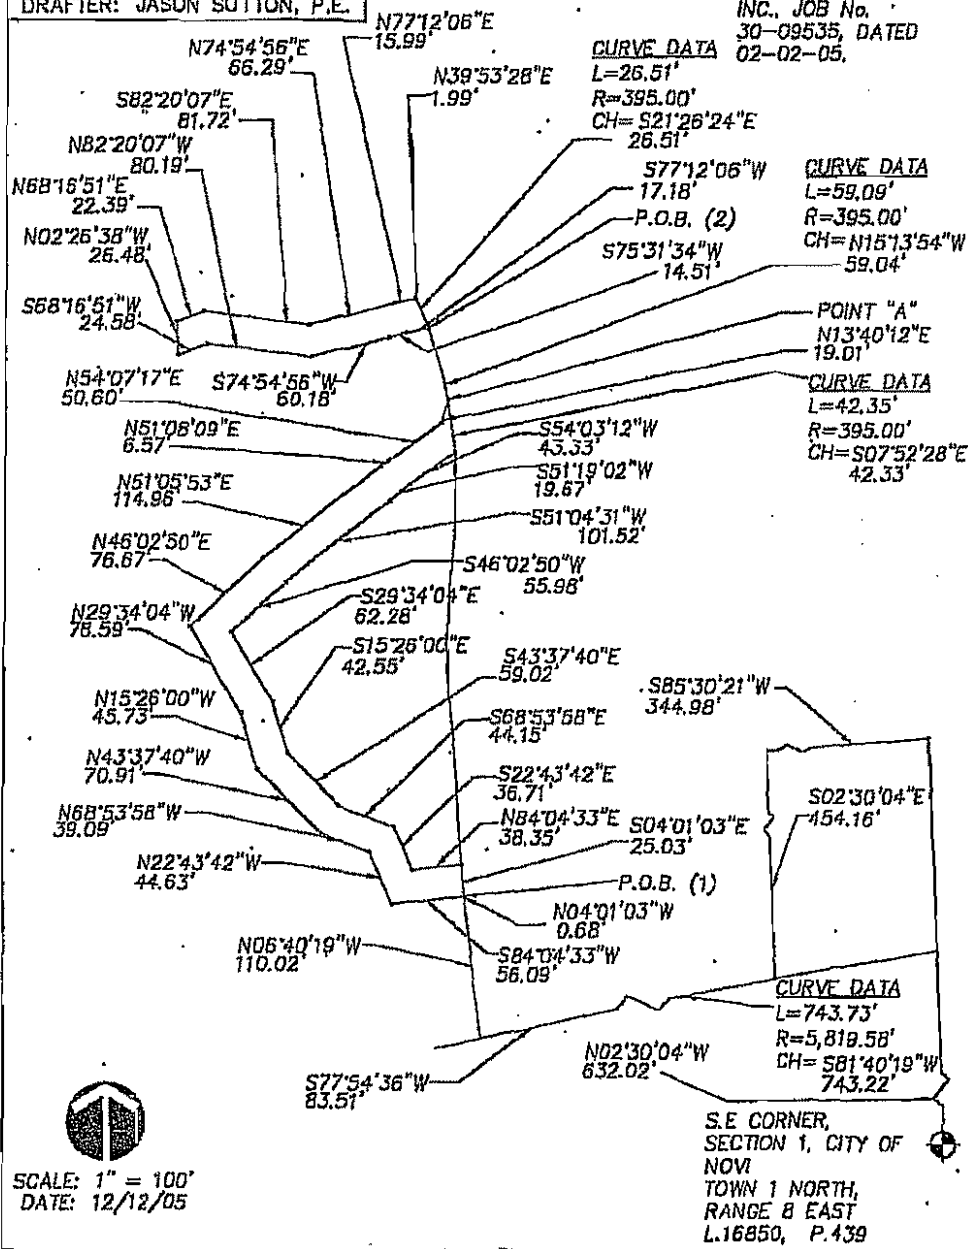 DRAFTER: JASON SUTTON, P.E.
INC., JOB No.
30-09535, DATED
02-02-05.
N77°12'06"E
15.99'
N74°54'56"E
66.29'
CURVE DATA
L=26.51'
R=395.00'
CH= S21°26'24"E
26.51'
N39°53'28"E
1.99'
S82°20'07"E
81.72'
N82°20'07"W
80.19'
S77°12'06"W
17.18'
P.O.B. (2)
CURVE DATA
L=59.09'
R=395.00'
CH= N15°13'54"W
59.04'
N68°16'51"E
22.39'
N02°26'38"W
26.48'
S75°31'34"W
14.51'
S68°16'51"W
24.58'
POINT "A"
N13°40'12"E
19.01'
N54°07'17"E
50.60'
S74°54'56"W
60.18'
CURVE DATA
L=42.35'
R=395.00'
CH=S07°52'28"E
42.33'
N51°08'09"E
6.57'
S54°03'12"W
43.33'
S51°19'02"W
19.67'
N51°05'53"E
114.96'
S51°04'31"W
101.52'
N46°02'50"E
76.67'
S46°02'50"W
55.98'
S29°34'04"E
62.28'
N29°34'04"W
78.59'
S15°26'00"E
42.55'
S43°37'40"E
59.02'
N15°26'00"W
45.73'
S85°30'21"W
344.98'
S68°53'58"E
44.15'
N43°37'40"W
70.91'
S22°43'42"E
36.71'
S02°30'04"E
454.16'
N68°53'58"W
39.09'
N84°04'33"E
38.35'
S04°01'03"E
25.03'
N22°43'42"W
44.63'
P.O.B. (1)
N04°01'03"W
0.68'
N06°40'19"W
110.02'
S84°04'33"W
56.09'
CURVE DATA
L=743.73'
R=5,819.58'
CH= S81°40'19"W
743.22'
N02°30'04"W
632.02'
S77°54'36"W
83.51'
S.E CORNER,
SECTION 1, CITY OF
NOVI
TOWN 1 NORTH,
RANGE 8 EAST
L.16850, P.439
SCALE: 1" = 100'
DATE: 12/12/05